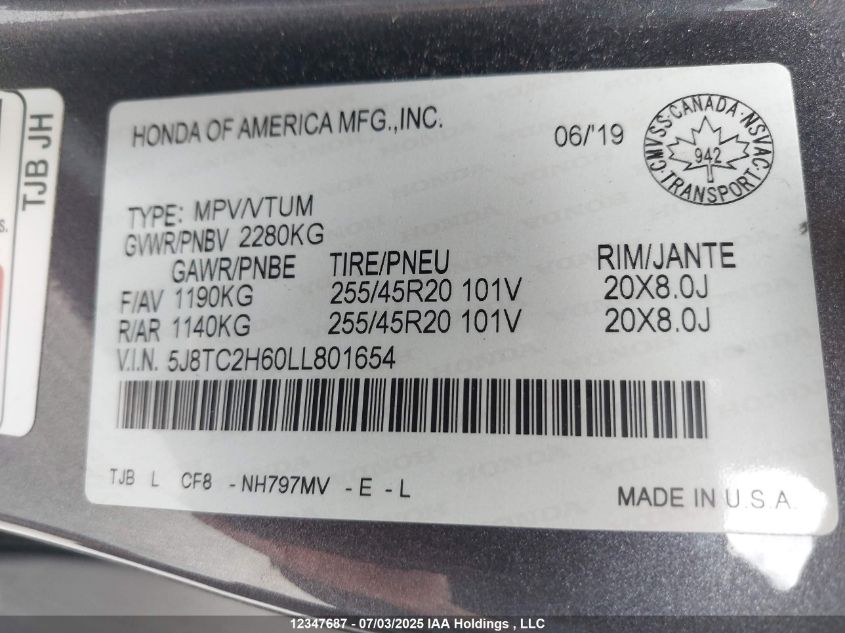 HONDA OF AMERICA MFG.,INC.
06/'19
CMVSS · CANADA · NSVAC · TRANSPORT ·
942
TYPE: MPV/VTUM
GVWR/PNBV 2280KG
GAWR/PNBE TIRE/PNEU RIM/JANTE
F/AV 1190KG 255/45R20 101V 20X8.0J
R/AR 1140KG 255/45R20 101V 20X8.0J
V.I.N. 5J8TC2H60LL801654
TJB L CF8 - NH797MV - E - L
MADE IN U.S.A.
TJB JH
S.
12347687 - 07/03/2025 IAA Holdings , LLC